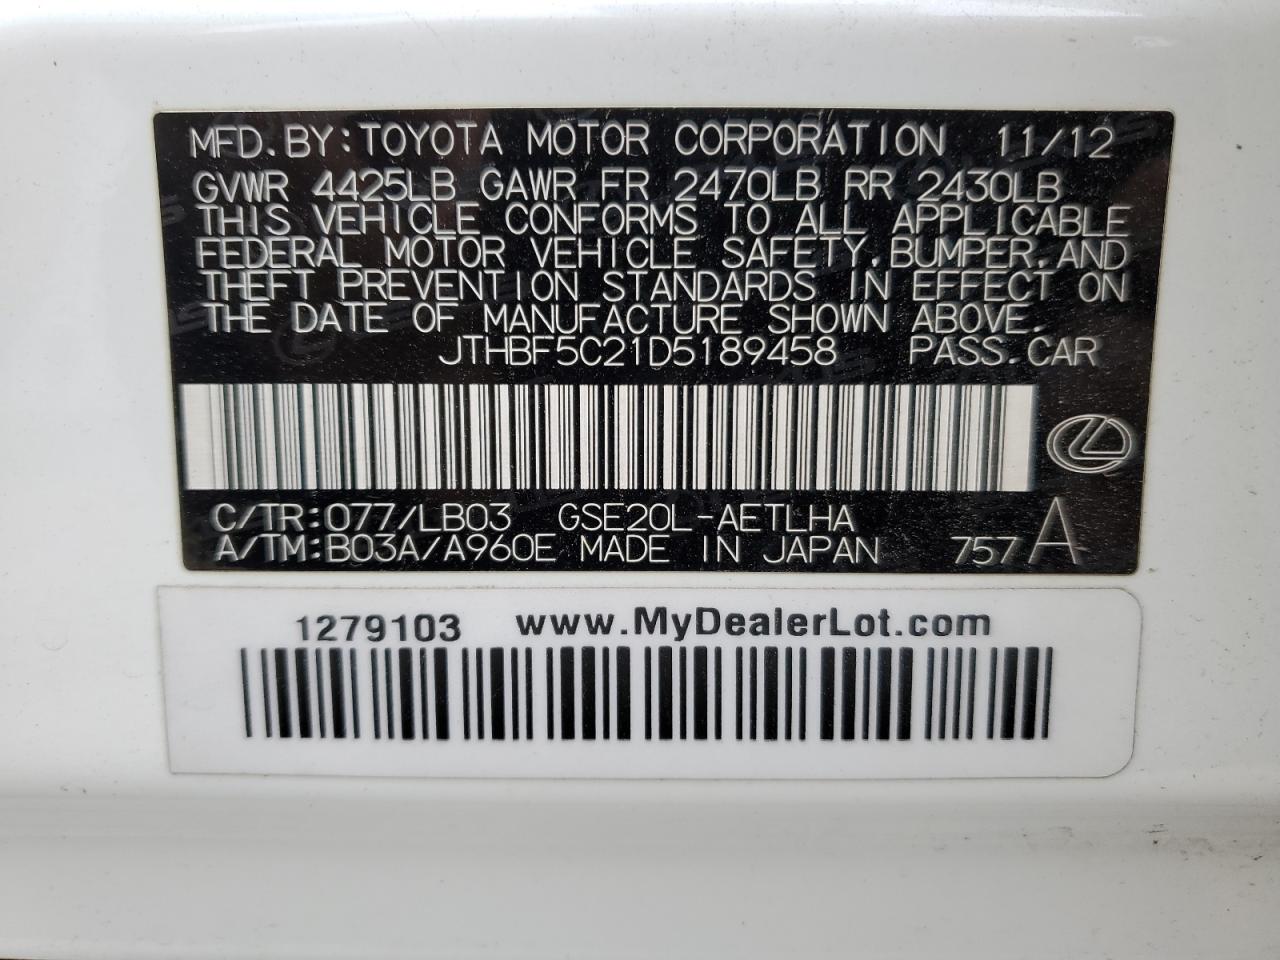 MFD. BY: TOYOTA MOTOR CORPORATION 11/12
GVWR 4425LB GAWR FR 2470LB RR 2430LB
THIS VEHICLE CONFORMS TO ALL APPLICABLE
FEDERAL MOTOR VEHICLE SAFETY, BUMPER, AND
THEFT PREVENTION STANDARDS IN EFFECT ON
THE DATE OF MANUFACTURE SHOWN ABOVE.
JTHBF5C21D5189458 PASS. CAR
C/TR: 077/LB03 GSE20L-AETLHA
A/TM: B03A/A960E MADE IN JAPAN 757 A
1279103 www.MyDealerLot.com